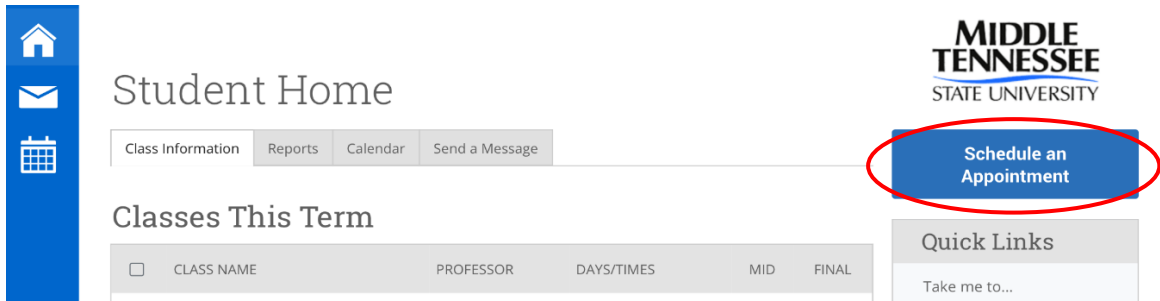 MIDDLE
TENNESSEE
STATE UNIVERSITY
Student Home
Class Information Reports Calendar Send a Message
Schedule an
Appointment
Classes This Term
Quick Links
CLASS NAME PROFESSOR DAYS/TIMES MID FINAL
Take me to...